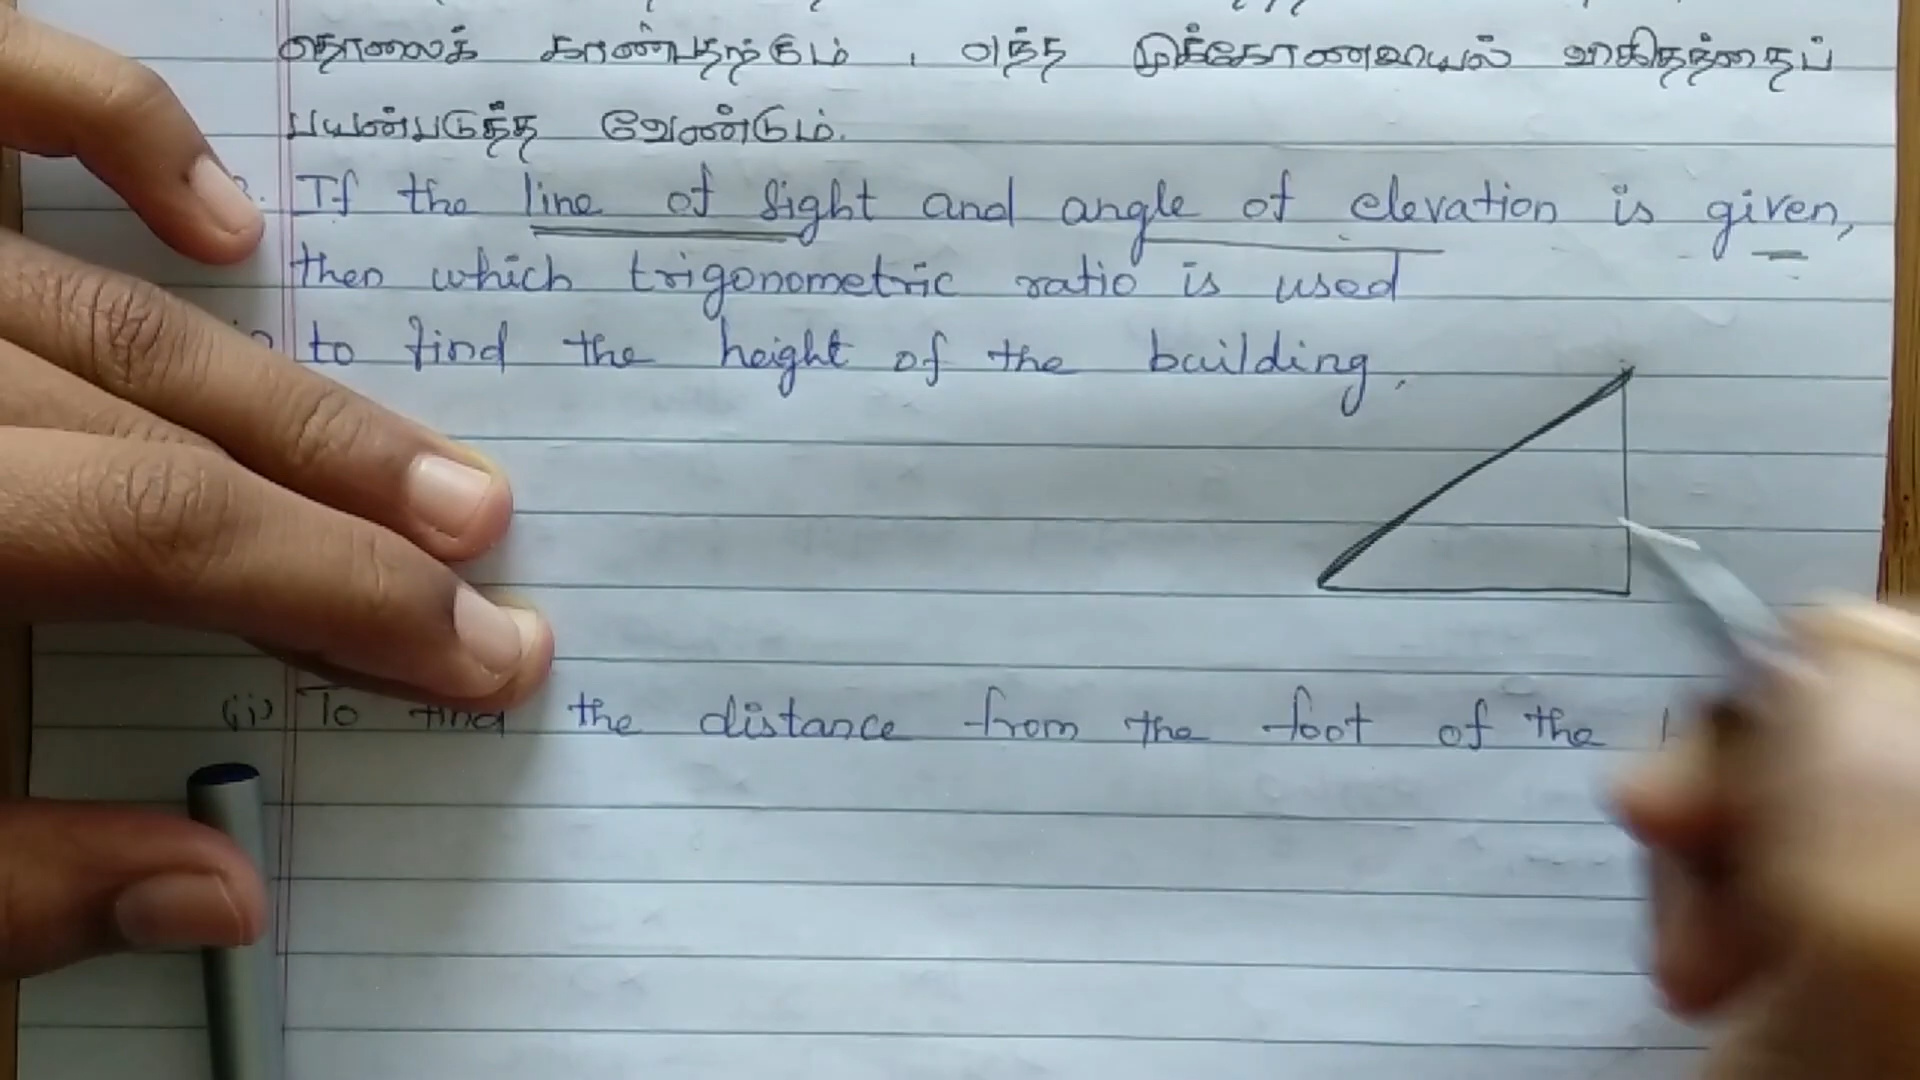 தொலைக் காண்பதற்கும் , எந்த முக்கோணவியல் விகிதத்தைப்
பயன்படுத்த வேண்டும்.
If the line of sight and angle of elevation is given,
then which trigonometric ratio is used
to find the height of the building.
(ii) To find the distance from the foot of the